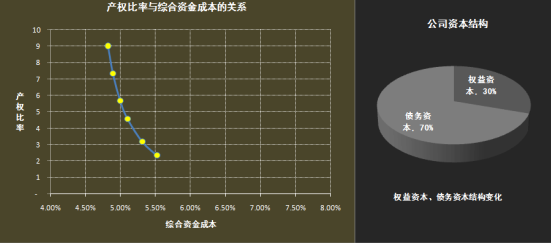 产权比率与综合资金成本的关系
10
9
8
7
6
5
4
3
2
1
-
产权比率
4.00% 4.50% 5.00% 5.50% 6.00% 6.50% 7.00% 7.50% 8.00%
综合资金成本
公司资本结构
权益资
本, 30%
债务资
本, 70%
权益资本、债务资本结构变化